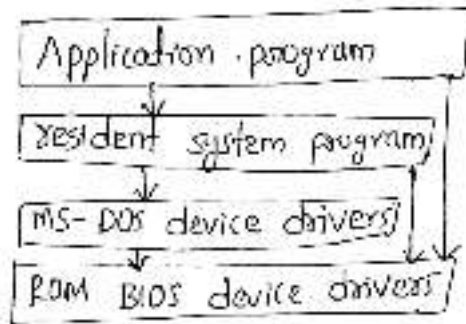 Application program
resident system program
MS-DOS device drivers
ROM BIOS device drivers